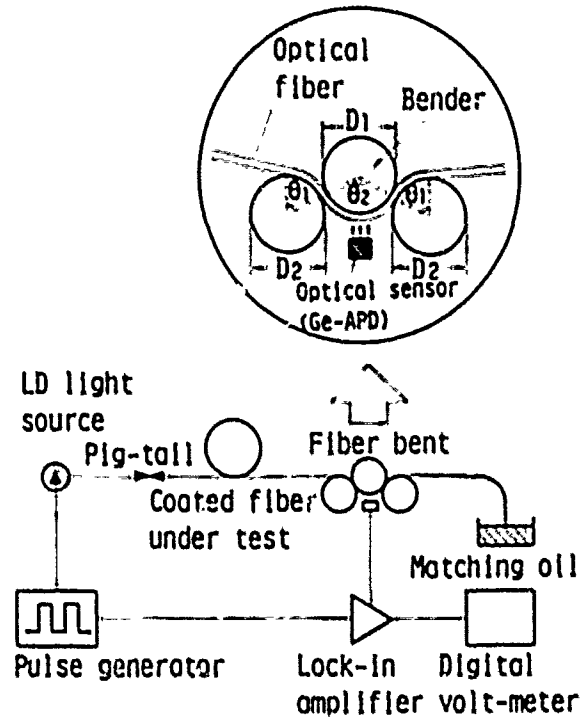 Optical
fiber
Bender
D1
θ1
θ2
θ1
D2
D2
Optical sensor
(Ge-APD)
LD light
source
Pig-tail
Fiber bent
Coated fiber
under test
Matching oil
Pulse generator
Lock-in
amplifier
Digital
volt-meter